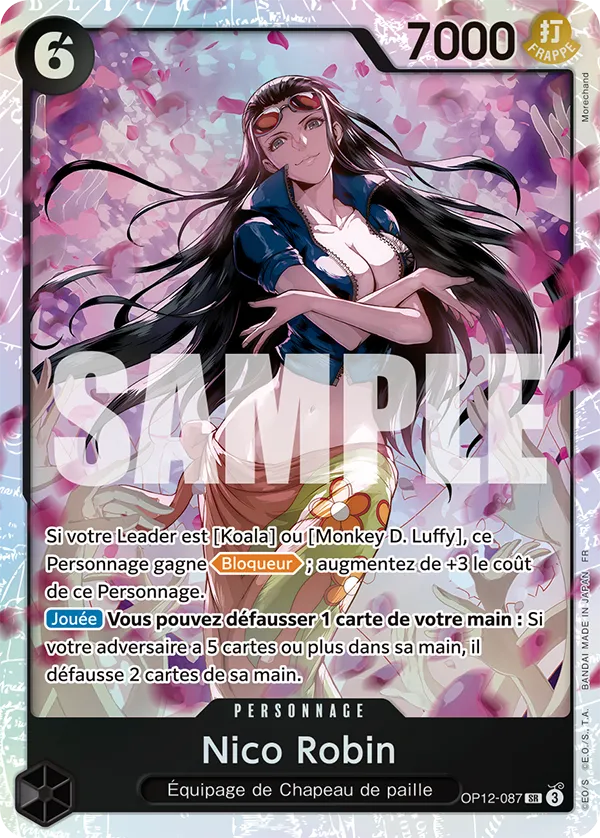 6
7000
打
FRAPPE
Morechand
SAMPLE
Si votre Leader est [Koala] ou [Monkey D. Luffy], ce
Personnage gagne Bloqueur ; augmentez de +3 le coût
de ce Personnage.
Jouée Vous pouvez défausser 1 carte de votre main : Si
votre adversaire a 5 cartes ou plus dans sa main, il
défausse 2 cartes de sa main.
PERSONNAGE
Nico Robin
Équipage de Chapeau de paille
OP12-087 SR 3
©EO/S ©E.O./S., T.A. BANDAI MADE IN JAPAN FR